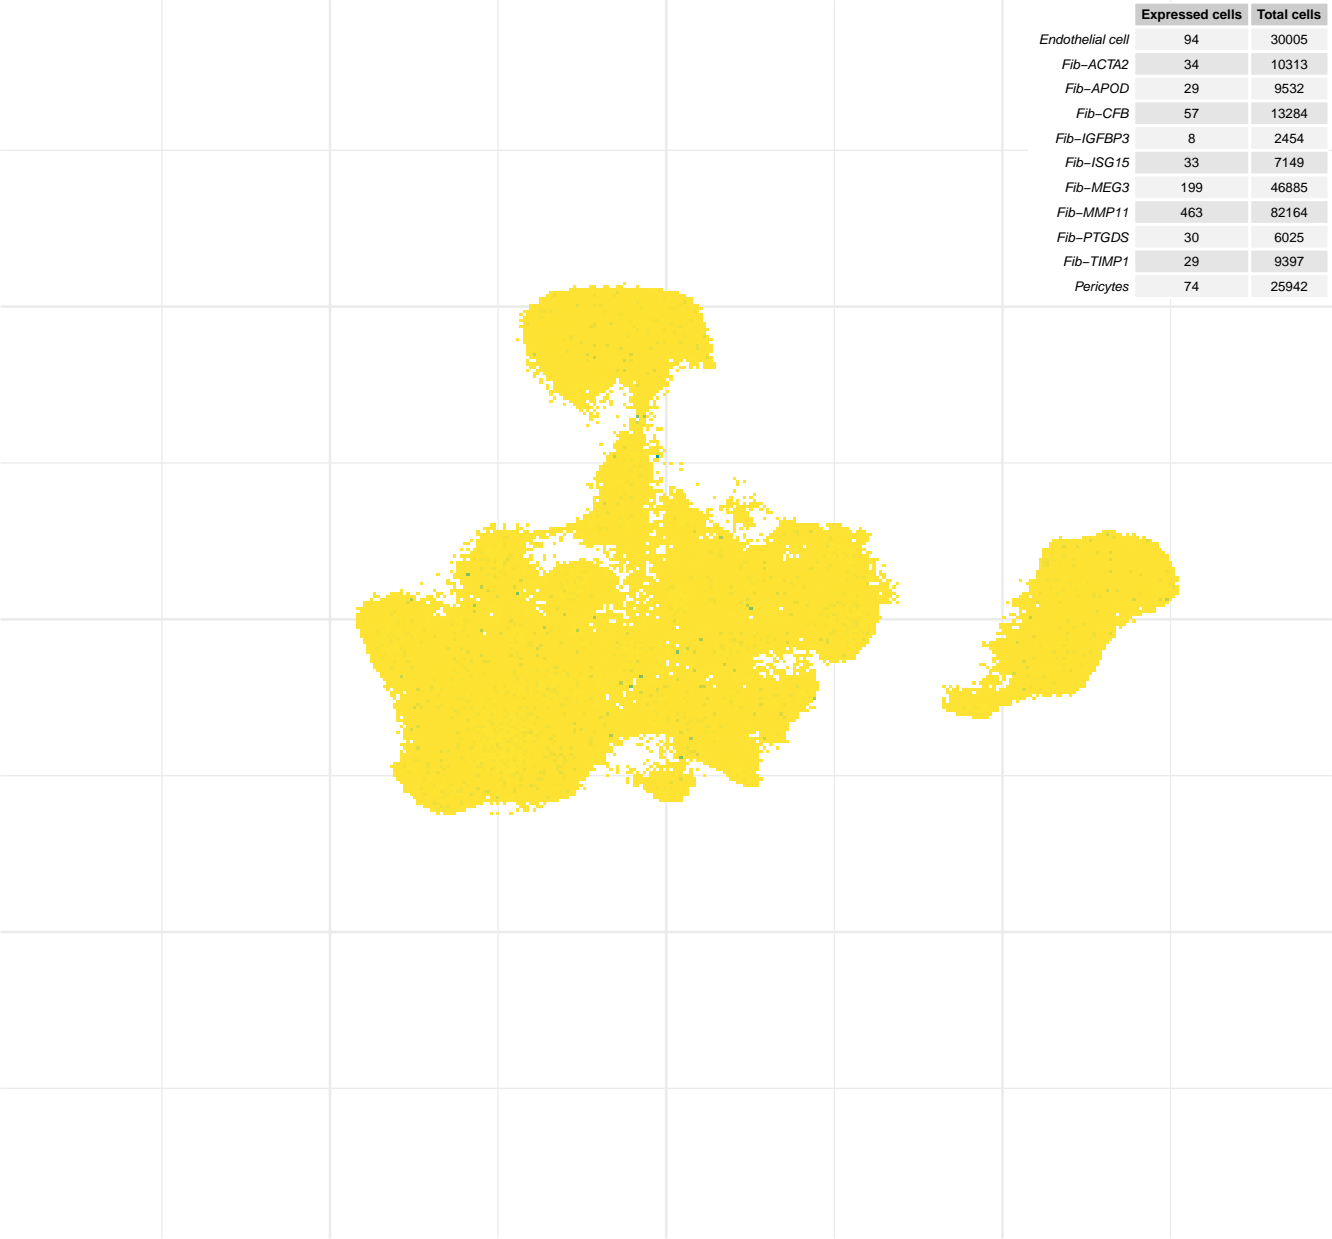 Expressed cells Total cells
Endothelial cell 94 30005
Fib−ACTA2 34 10313
Fib−APOD 29 9532
Fib−CFB 57 13284
Fib−IGFBP3 8 2454
Fib−ISG15 33 7149
Fib−MEG3 199 46885
Fib−MMP11 463 82164
Fib−PTGDS 30 6025
Fib−TIMP1 29 9397
Pericytes 74 25942